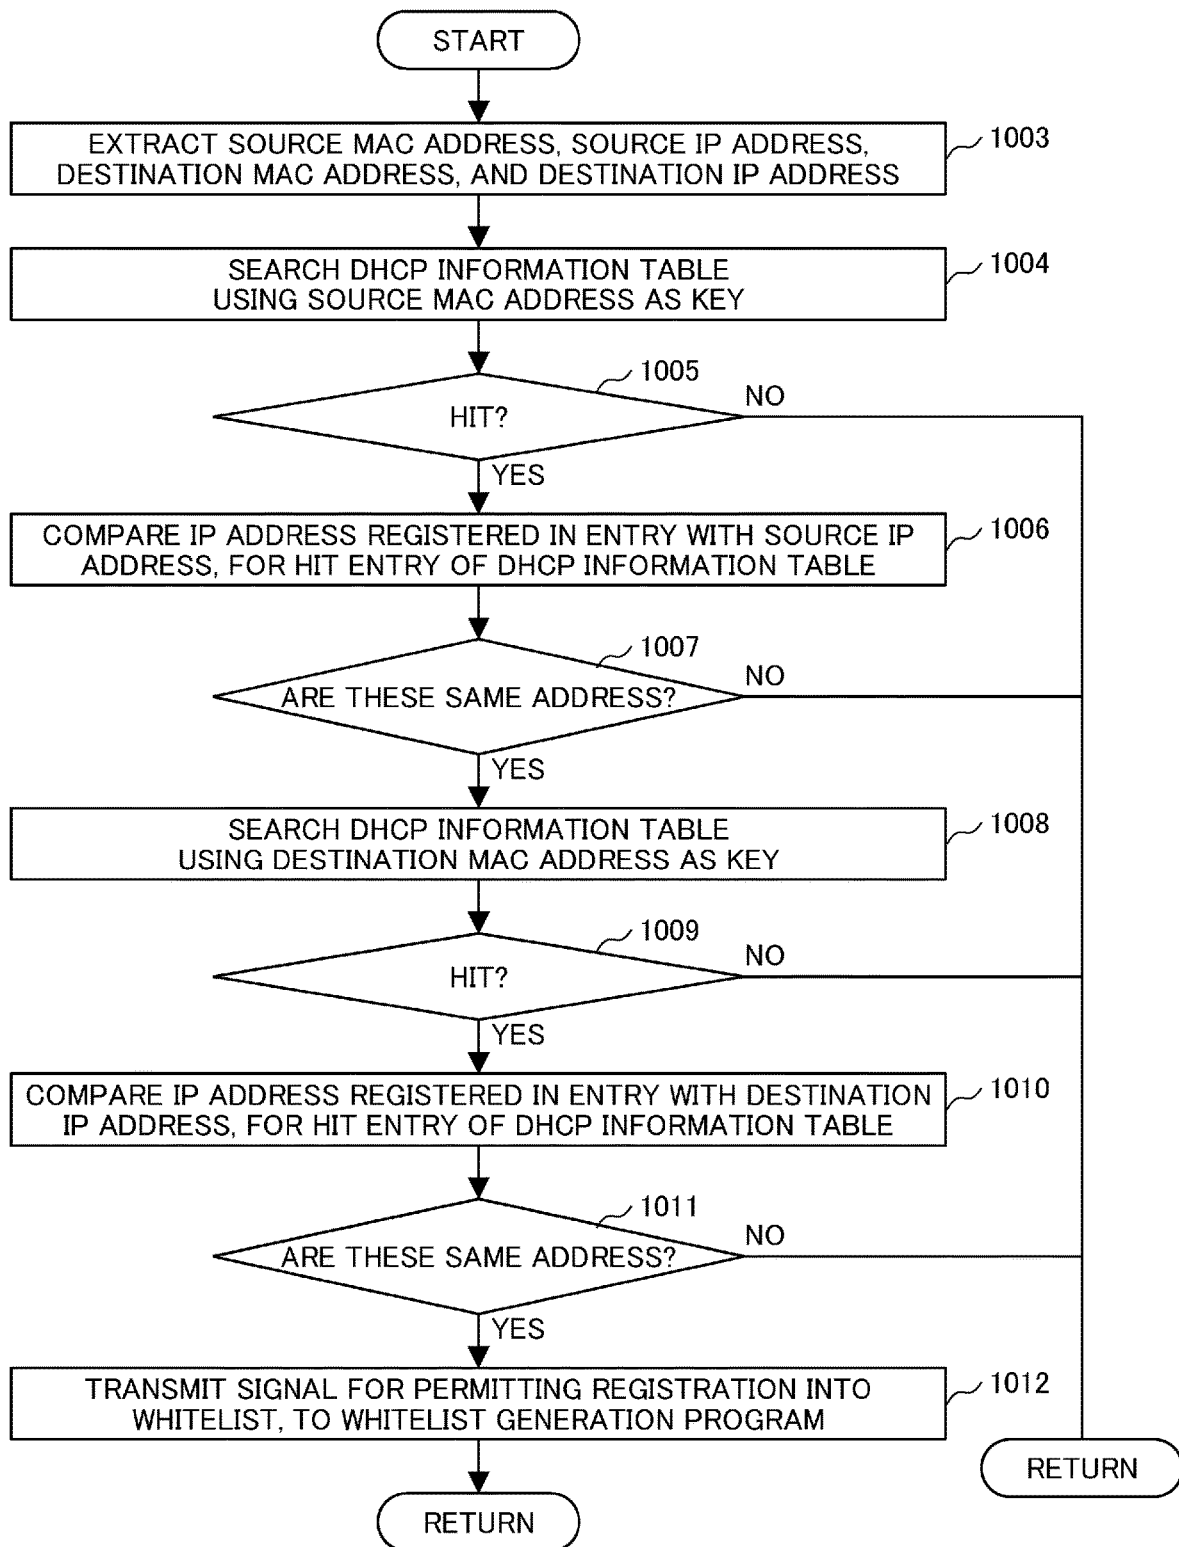 START
EXTRACT SOURCE MAC ADDRESS, SOURCE IP ADDRESS,
DESTINATION MAC ADDRESS, AND DESTINATION IP ADDRESS
1003
SEARCH DHCP INFORMATION TABLE
USING SOURCE MAC ADDRESS AS KEY
1004
1005
HIT?
NO
YES
COMPARE IP ADDRESS REGISTERED IN ENTRY WITH SOURCE IP
ADDRESS, FOR HIT ENTRY OF DHCP INFORMATION TABLE
1006
1007
ARE THESE SAME ADDRESS?
NO
YES
SEARCH DHCP INFORMATION TABLE
USING DESTINATION MAC ADDRESS AS KEY
1008
1009
HIT?
NO
YES
COMPARE IP ADDRESS REGISTERED IN ENTRY WITH DESTINATION
IP ADDRESS, FOR HIT ENTRY OF DHCP INFORMATION TABLE
1010
1011
ARE THESE SAME ADDRESS?
NO
YES
TRANSMIT SIGNAL FOR PERMITTING REGISTRATION INTO
WHITELIST, TO WHITELIST GENERATION PROGRAM
1012
RETURN
RETURN